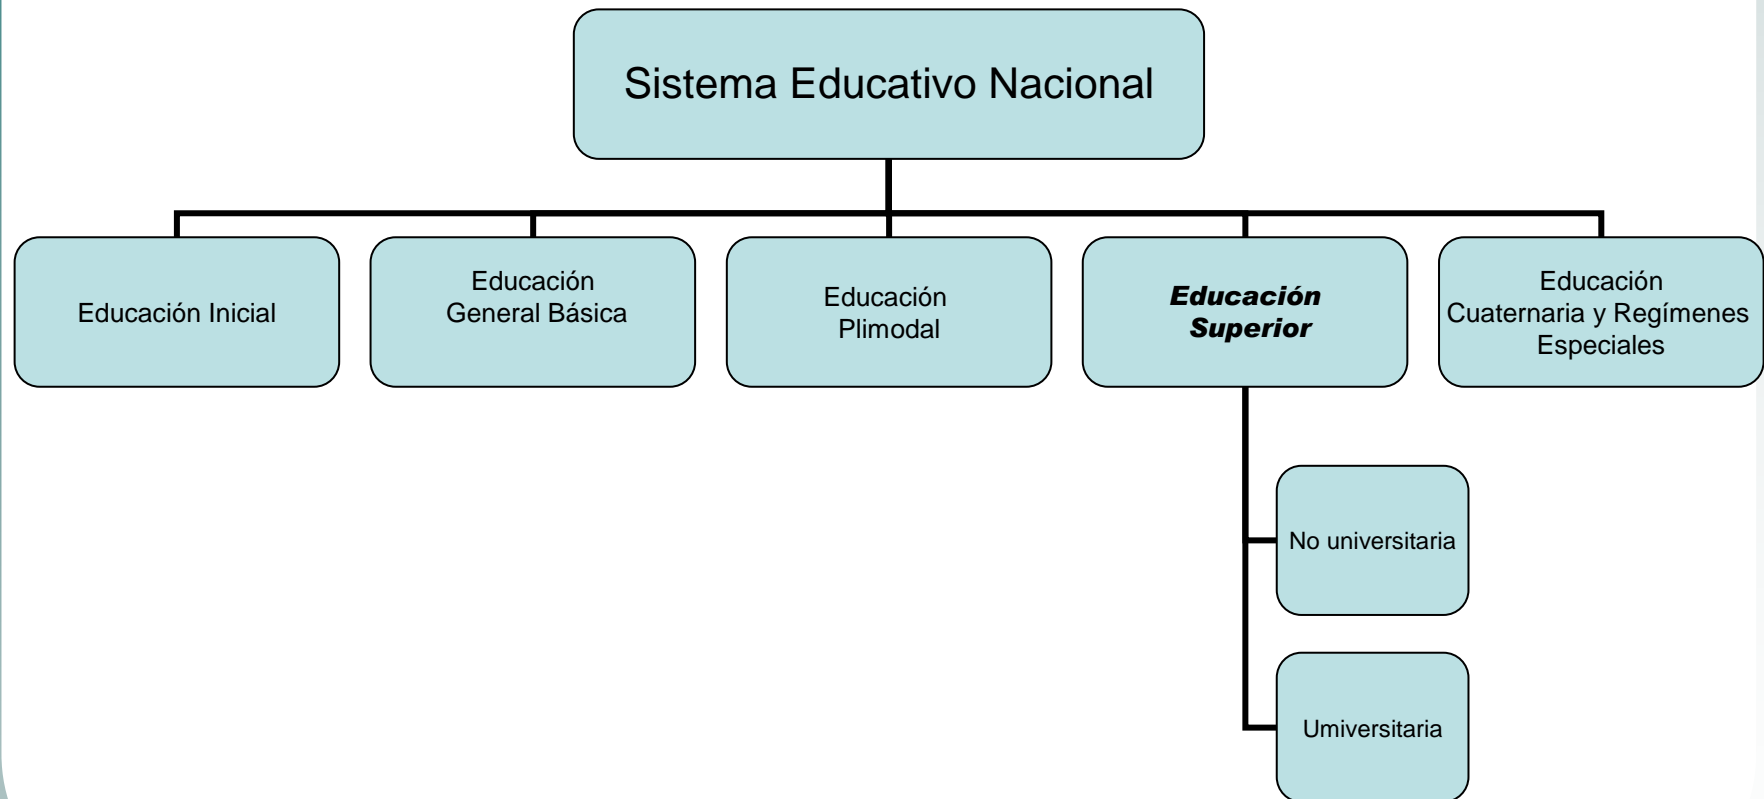 Sistema Educativo Nacional
Educación Inicial
Educación
General Básica
Educación
Plimodal
Educación
Superior
Educación
Cuaternaria y Regímenes
Especiales
No universitaria
Umiversitaria